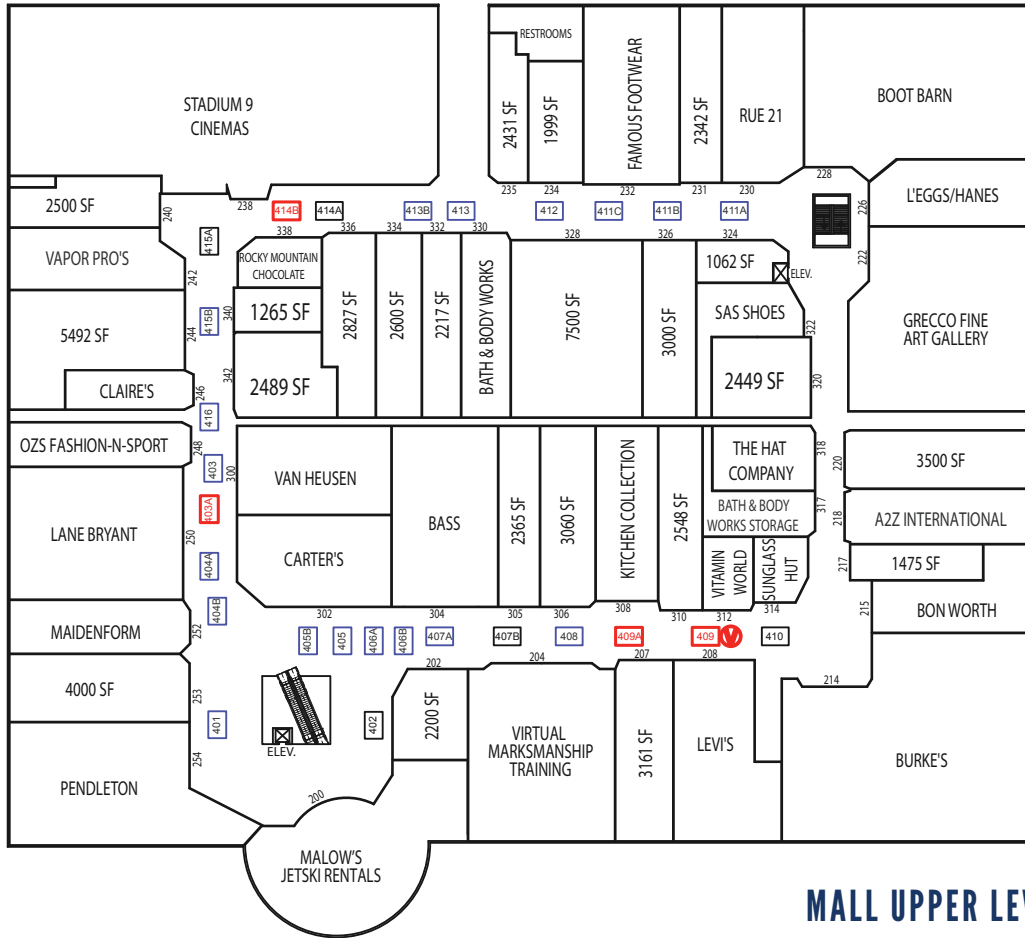 STADIUM 9
CINEMAS
RESTROOMS
2431 SF
1999 SF
FAMOUS FOOTWEAR
2342 SF
RUE 21
BOOT BARN
235
234
232
231
230
228
238
414B
414A
413B
413
412
411C
411B
411A
2500 SF
240
L'EGGS/HANES
226
VAPOR PRO'S
242
415A
338
336
334
332
330
328
326
324
222
ROCKY MOUNTAIN
CHOCOLATE
1062 SF
ELEV.
5492 SF
244
415B
340
1265 SF
2827 SF
2600 SF
2217 SF
BATH & BODY WORKS
7500 SF
3000 SF
SAS SHOES
322
GRECCO FINE
ART GALLERY
CLAIRE'S
246
342
2489 SF
2449 SF
320
416
OZS FASHION-N-SPORT
248
403
300
VAN HEUSEN
BASS
2365 SF
3060 SF
KITCHEN COLLECTION
2548 SF
THE HAT
COMPANY
318
220
3500 SF
LANE BRYANT
250
403A
BATH & BODY
WORKS STORAGE
317
218
A2Z INTERNATIONAL
404A
CARTER'S
VITAMIN
WORLD
SUNGLASS
HUT
217
1475 SF
404B
215
BON WORTH
MAIDENFORM
252
302
304
305
306
308
310
312
314
405B
405
406A
406B
407A
407B
408
409A
409
V
410
4000 SF
253
202
204
207
208
214
401
402
ELEV.
2200 SF
VIRTUAL
MARKSMANSHIP
TRAINING
3161 SF
LEVI'S
BURKE'S
PENDLETON
254
200
MALOW'S
JETSKI RENTALS
MALL UPPER LEV